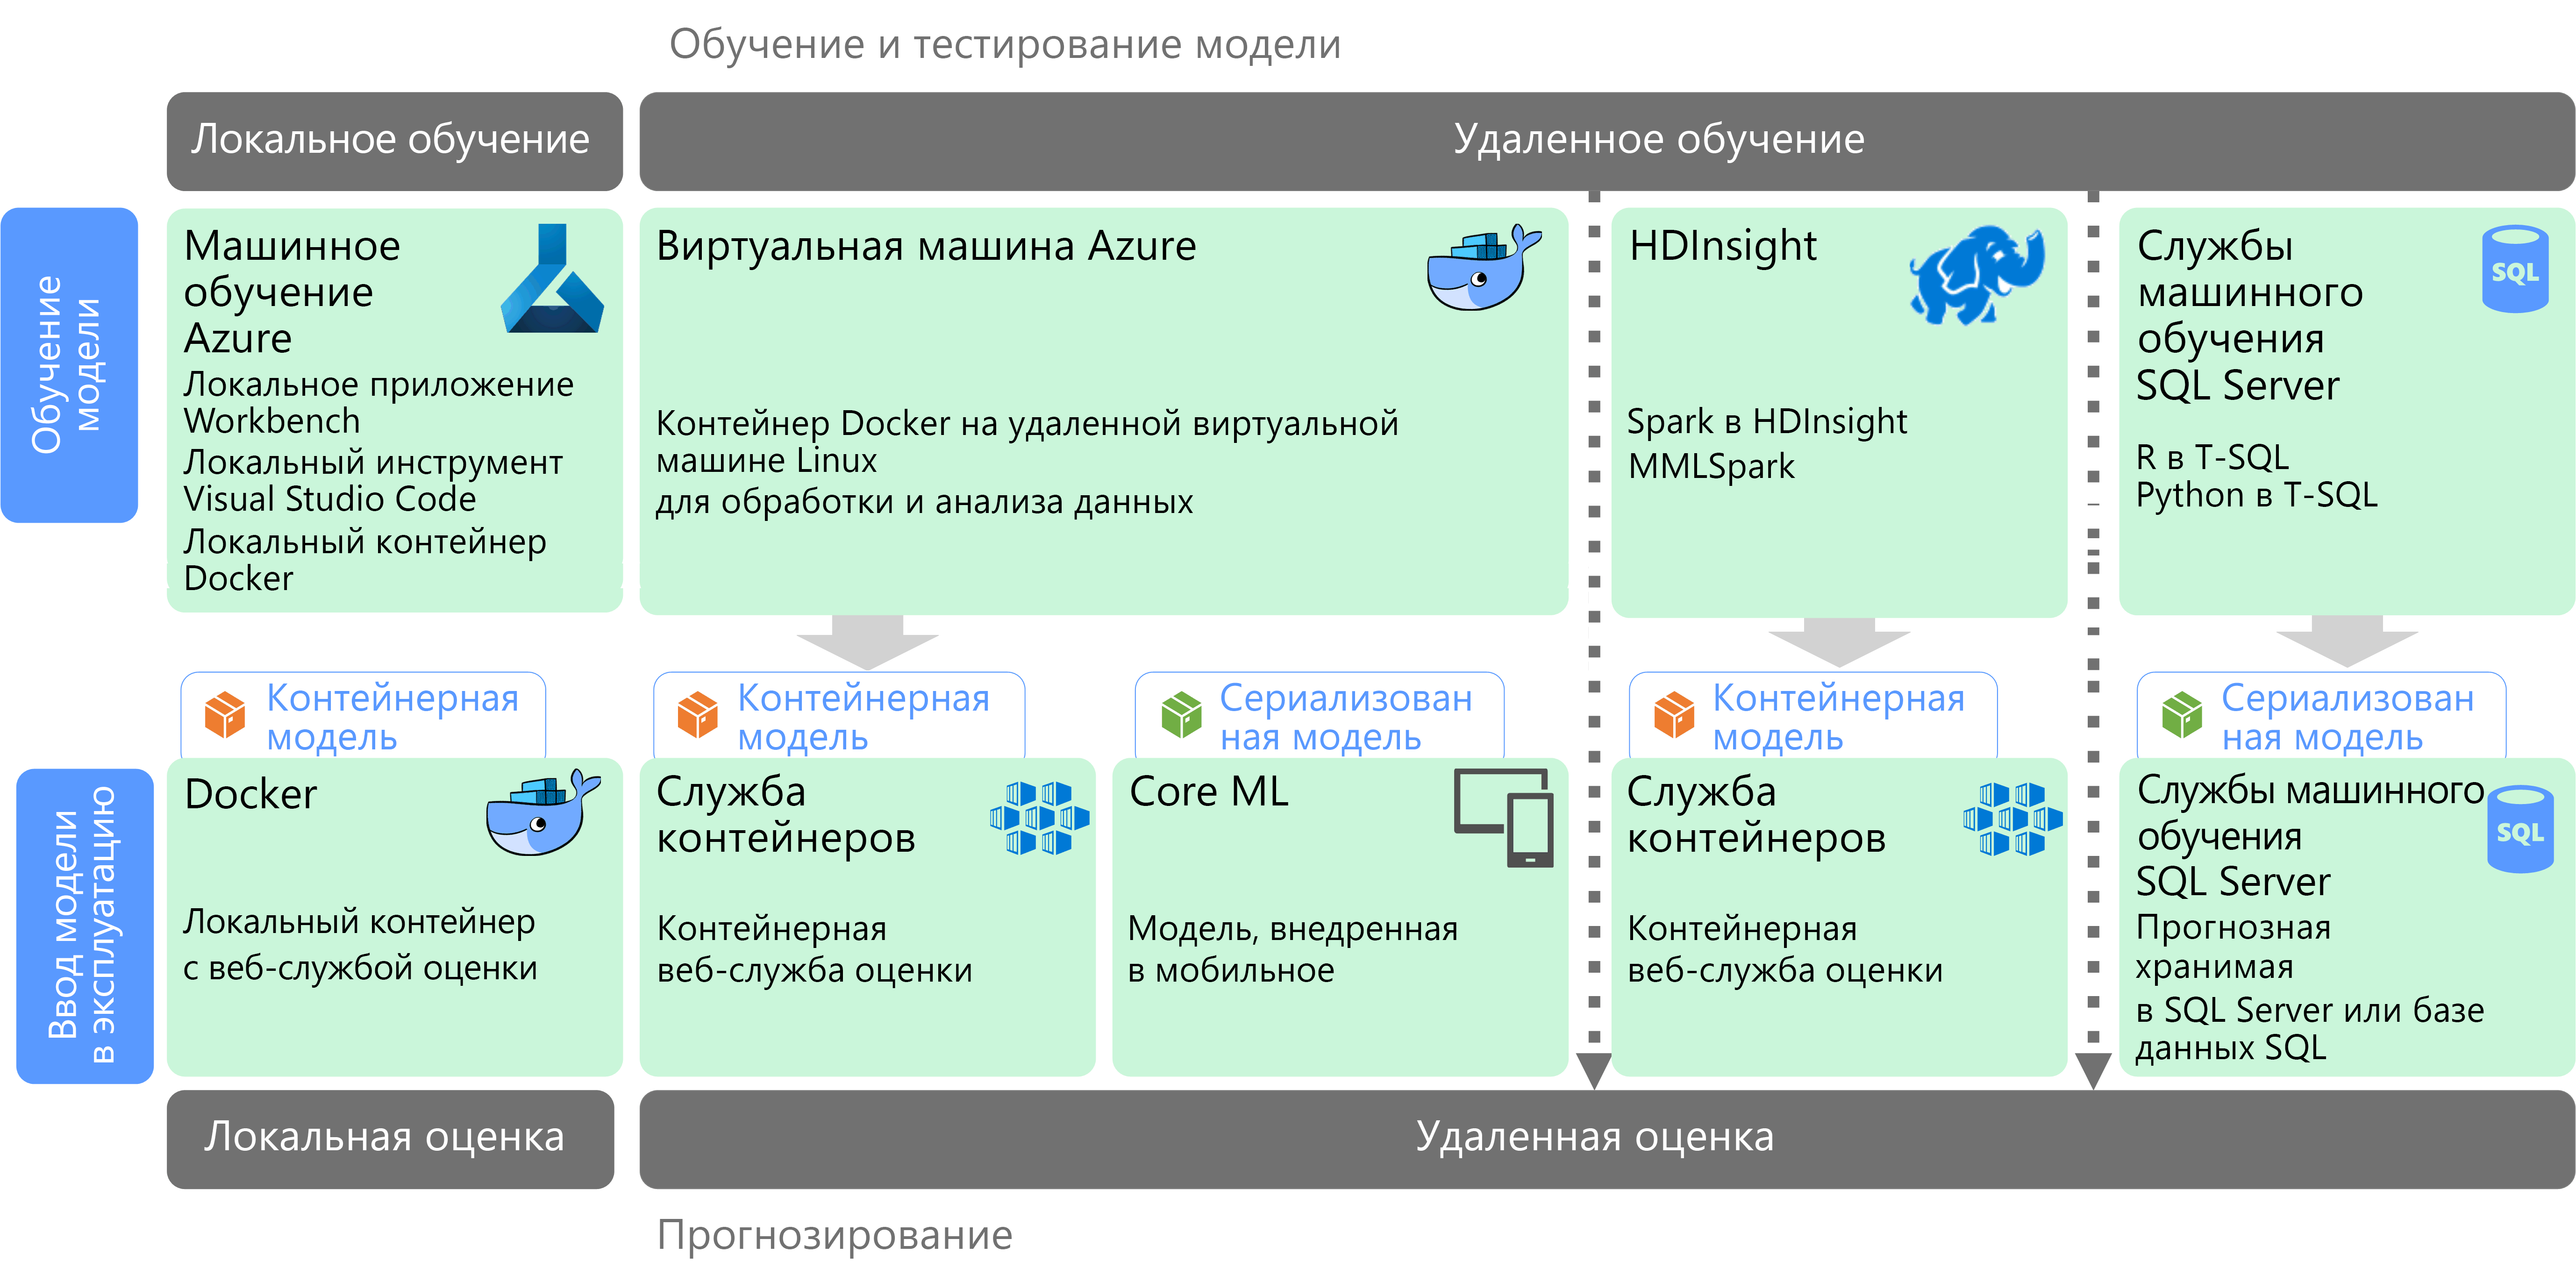 Обучение и тестирование модели
Локальное обучение
Удаленное обучение
Обучение
модели
Машинное
обучение
Azure
Локальное приложение
Workbench
Локальный инструмент
Visual Studio Code
Локальный контейнер
Docker
Виртуальная машина Azure
Контейнер Docker на удаленной виртуальной
машине Linux
для обработки и анализа данных
HDInsight
Spark в HDInsight
MMLSpark
Службы
машинного
обучения
SQL Server
SQL
R в T-SQL
Python в T-SQL
Контейнерная
модель
Контейнерная
модель
Сериализован
ная модель
Контейнерная
модель
Сериализован
ная модель
Ввод модели
в эксплуатацию
Docker
Локальный контейнер
с веб-службой оценки
Служба
контейнеров
Контейнерная
веб-служба оценки
Core ML
Модель, внедренная
в мобильное
Служба
контейнеров
Контейнерная
веб-служба оценки
Службы машинного
обучения
SQL Server
SQL
Прогнозная
хранимая
в SQL Server или базе
данных SQL
Локальная оценка
Удаленная оценка
Прогнозирование